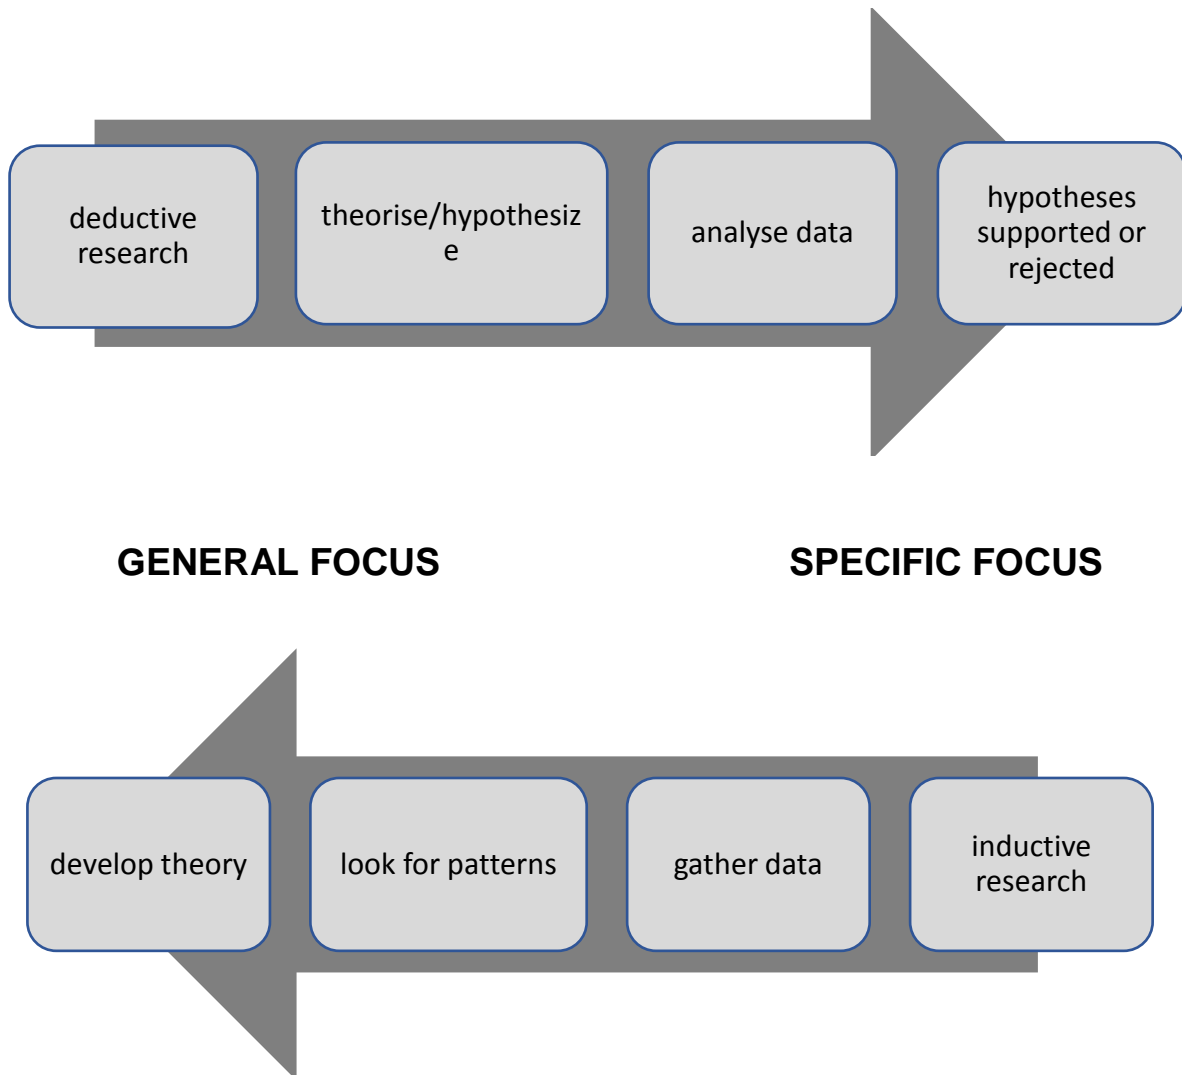 deductive
research
theorise/hypothesiz
e
analyse data
hypotheses
supported or
rejected
GENERAL FOCUS
SPECIFIC FOCUS
develop theory
look for patterns
gather data
inductive
research